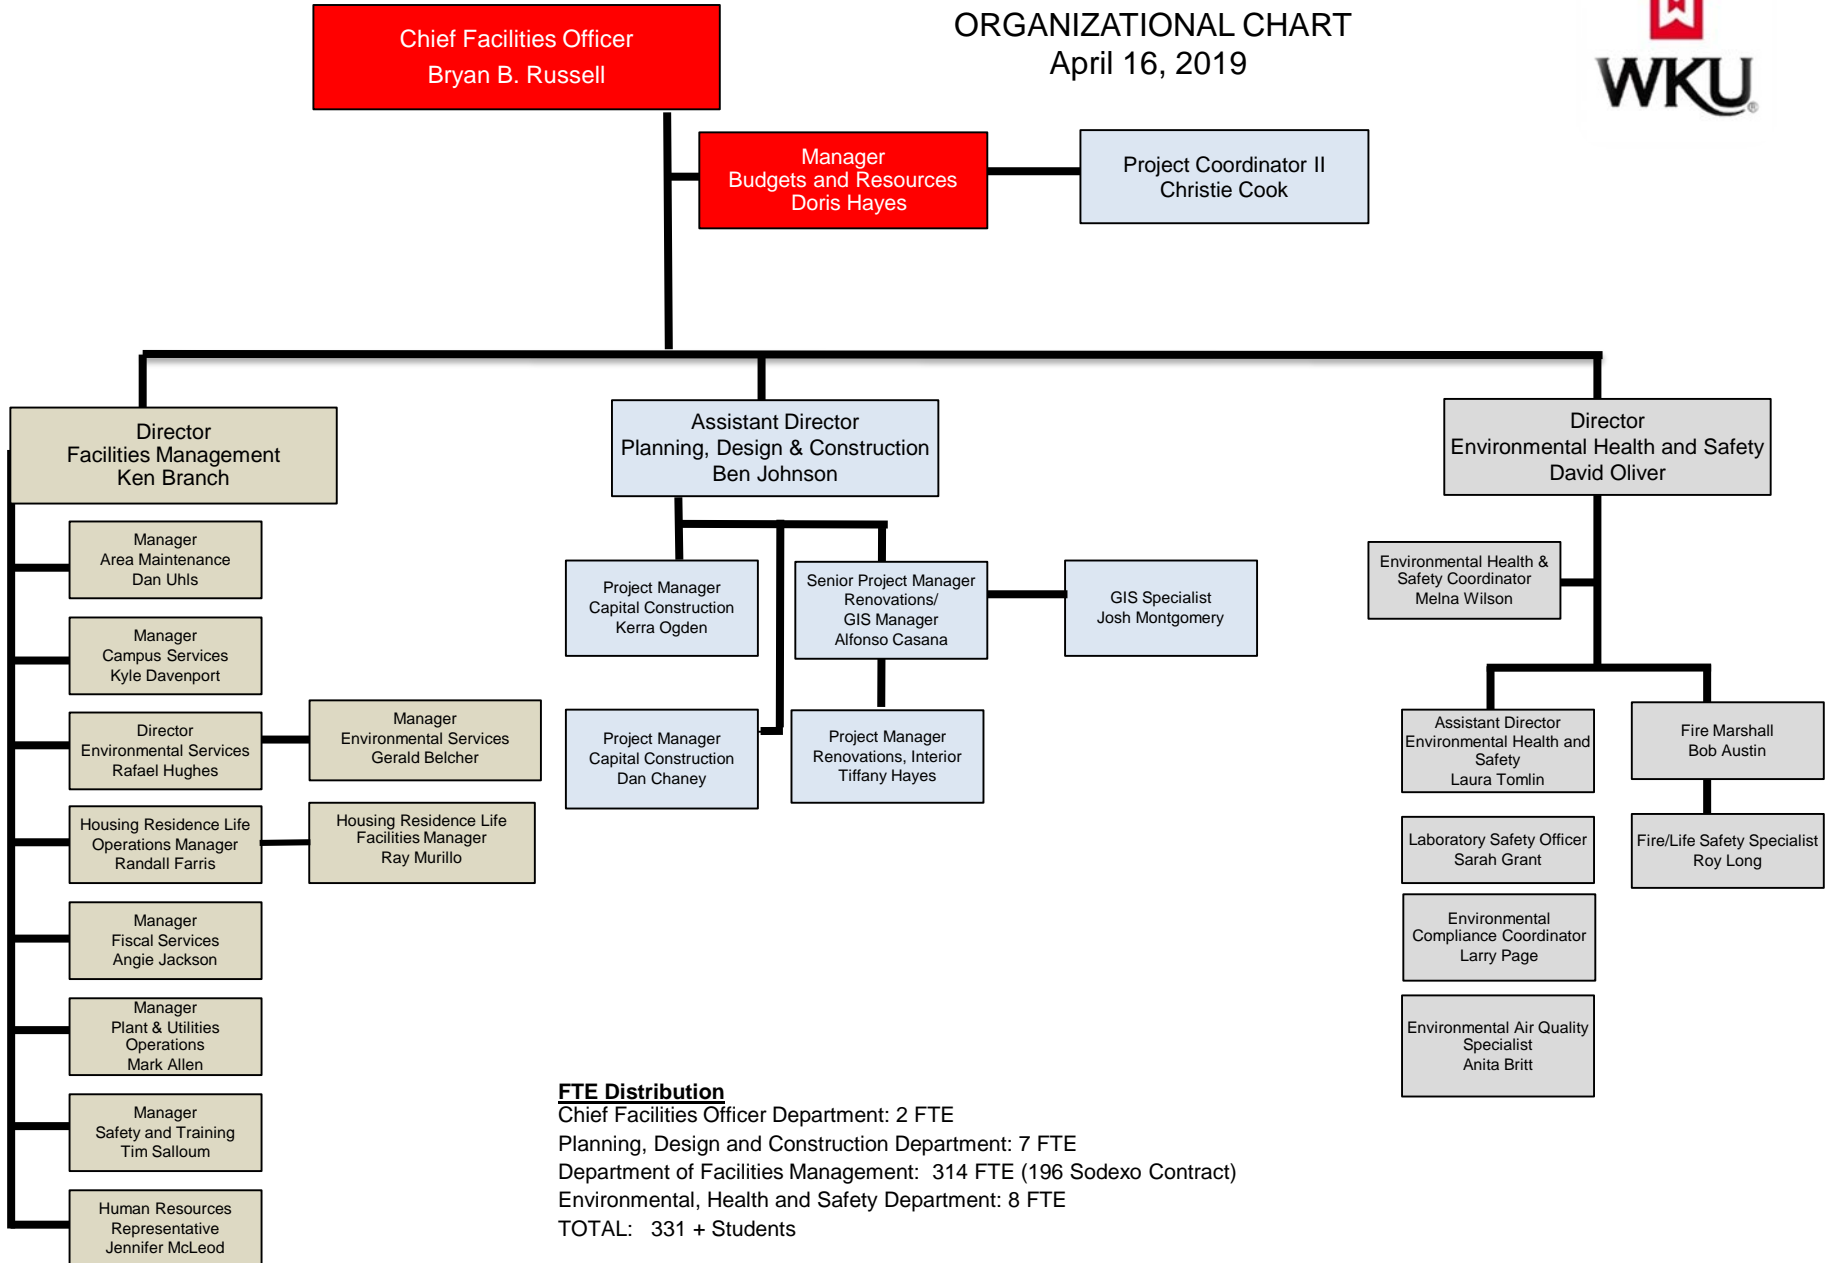 ORGANIZATIONAL CHART
April 16, 2019
WKU®
Chief Facilities Officer
Bryan B. Russell
Manager
Budgets and Resources
Doris Hayes
Project Coordinator II
Christie Cook
Director
Facilities Management
Ken Branch
Manager
Area Maintenance
Dan Uhls
Manager
Campus Services
Kyle Davenport
Director
Environmental Services
Rafael Hughes
Manager
Environmental Services
Gerald Belcher
Housing Residence Life
Operations Manager
Randall Farris
Housing Residence Life
Facilities Manager
Ray Murillo
Manager
Fiscal Services
Angie Jackson
Manager
Plant & Utilities
Operations
Mark Allen
Manager
Safety and Training
Tim Salloum
Human Resources
Representative
Jennifer McLeod
Assistant Director
Planning, Design & Construction
Ben Johnson
Project Manager
Capital Construction
Kerra Ogden
Senior Project Manager
Renovations/
GIS Manager
Alfonso Casana
GIS Specialist
Josh Montgomery
Project Manager
Capital Construction
Dan Chaney
Project Manager
Renovations, Interior
Tiffany Hayes
Director
Environmental Health and Safety
David Oliver
Environmental Health &
Safety Coordinator
Melna Wilson
Assistant Director
Environmental Health and
Safety
Laura Tomlin
Fire Marshall
Bob Austin
Laboratory Safety Officer
Sarah Grant
Fire/Life Safety Specialist
Roy Long
Environmental
Compliance Coordinator
Larry Page
Environmental Air Quality
Specialist
Anita Britt
FTE Distribution
Chief Facilities Officer Department: 2 FTE
Planning, Design and Construction Department: 7 FTE
Department of Facilities Management: 314 FTE (196 Sodexo Contract)
Environmental, Health and Safety Department: 8 FTE
TOTAL: 331 + Students